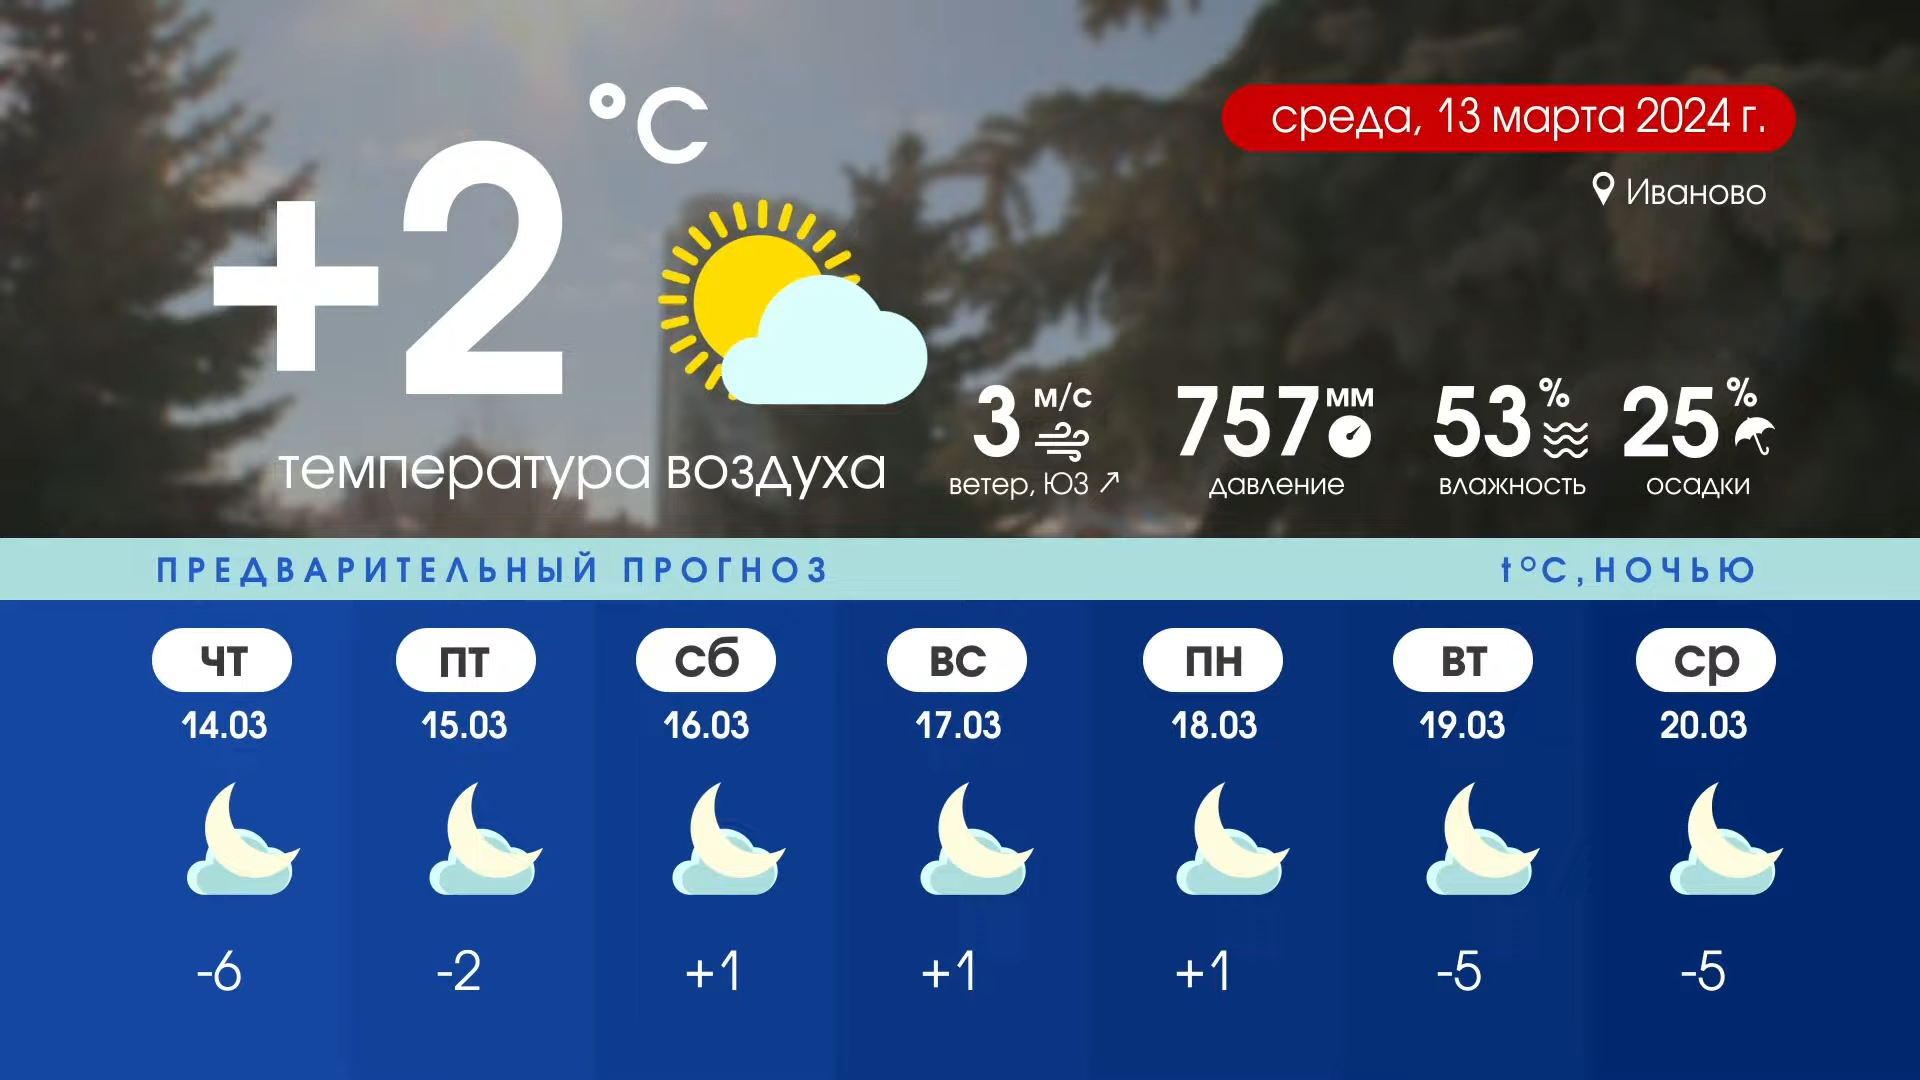 среда, 13 марта 2024 г.
Иваново
+2 °C
температура воздуха
3 м/с
ветер, ЮЗ ↗
757 мм
давление
53 %
влажность
25 %
осадки
ПРЕДВАРИТЕЛЬНЫЙ ПРОГНОЗ
t°C, НОЧЬЮ
чт пт сб вс пн вт ср
14.03 15.03 16.03 17.03 18.03 19.03 20.03
-6 -2 +1 +1 +1 -5 -5